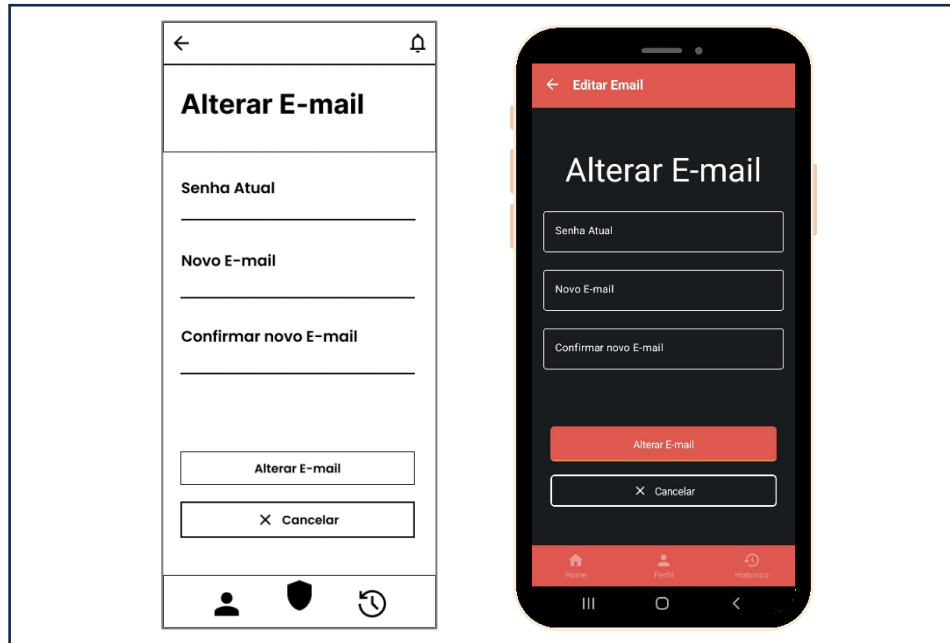 Alterar E-mail
Senha Atual
Novo E-mail
Confirmar novo E-mail
Alterar E-mail
Cancelar
Editar Email
Alterar E-mail
Senha Atual
Novo E-mail
Confirmar novo E-mail
Alterar E-mail
Cancelar
Home
Perfil
Historico